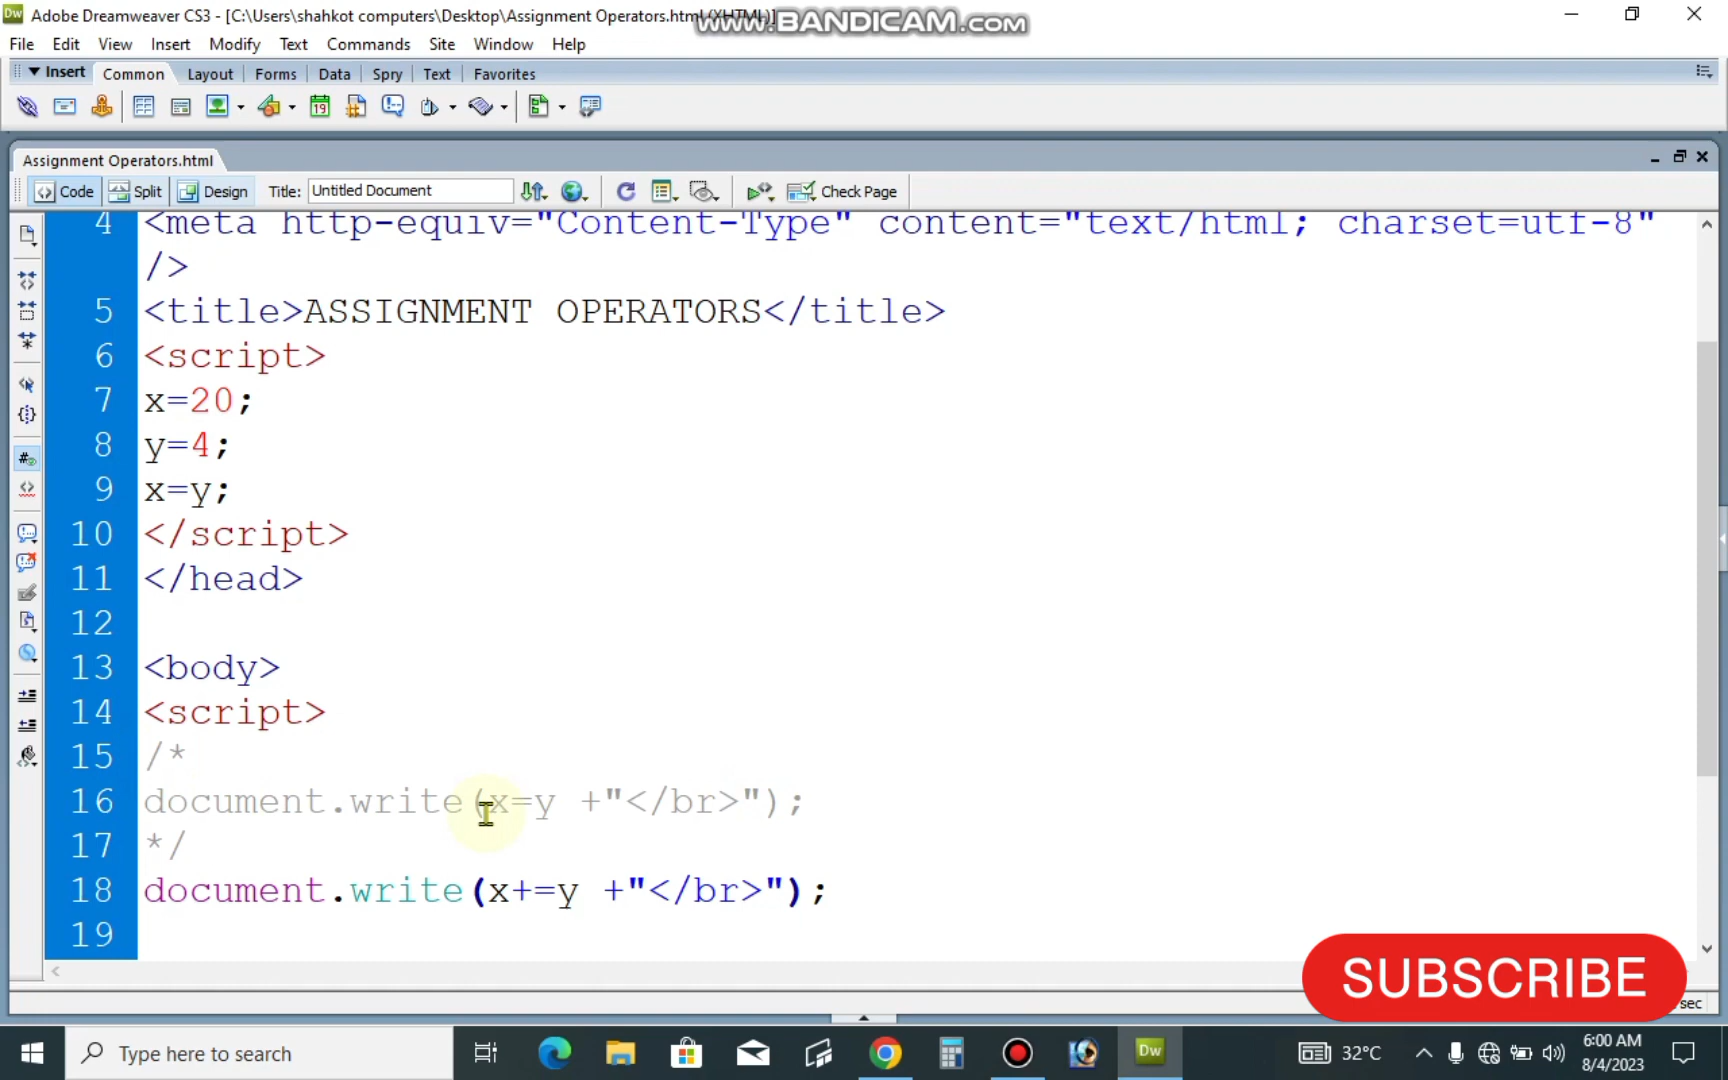 Dw Adobe Dreamweaver CS3 - [C:\Users\shahkot computers\Desktop\Assignment Operators.html (XHTML)]
www.BANDICAM.com
File Edit View Insert Modify Text Commands Site Window Help
▼ Insert Common Layout Forms Data Spry Text Favorites
19
Assignment Operators.html
Code Split Design Title: Untitled Document Check Page
4 <meta http-equiv="Content-Type" content="text/html; charset=utf-8"
/>
5 <title>ASSIGNMENT OPERATORS</title>
6 <script>
7 x=20;
8 y=4;
9 x=y;
10 </script>
11 </head>
12
13 <body>
14 <script>
15 /*
16 document.write(x=y +"</br>");
17 */
18 document.write(x+=y +"</br>");
19
SUBSCRIBE
sec
Type here to search
Dw
32°C
6:00 AM
8/4/2023